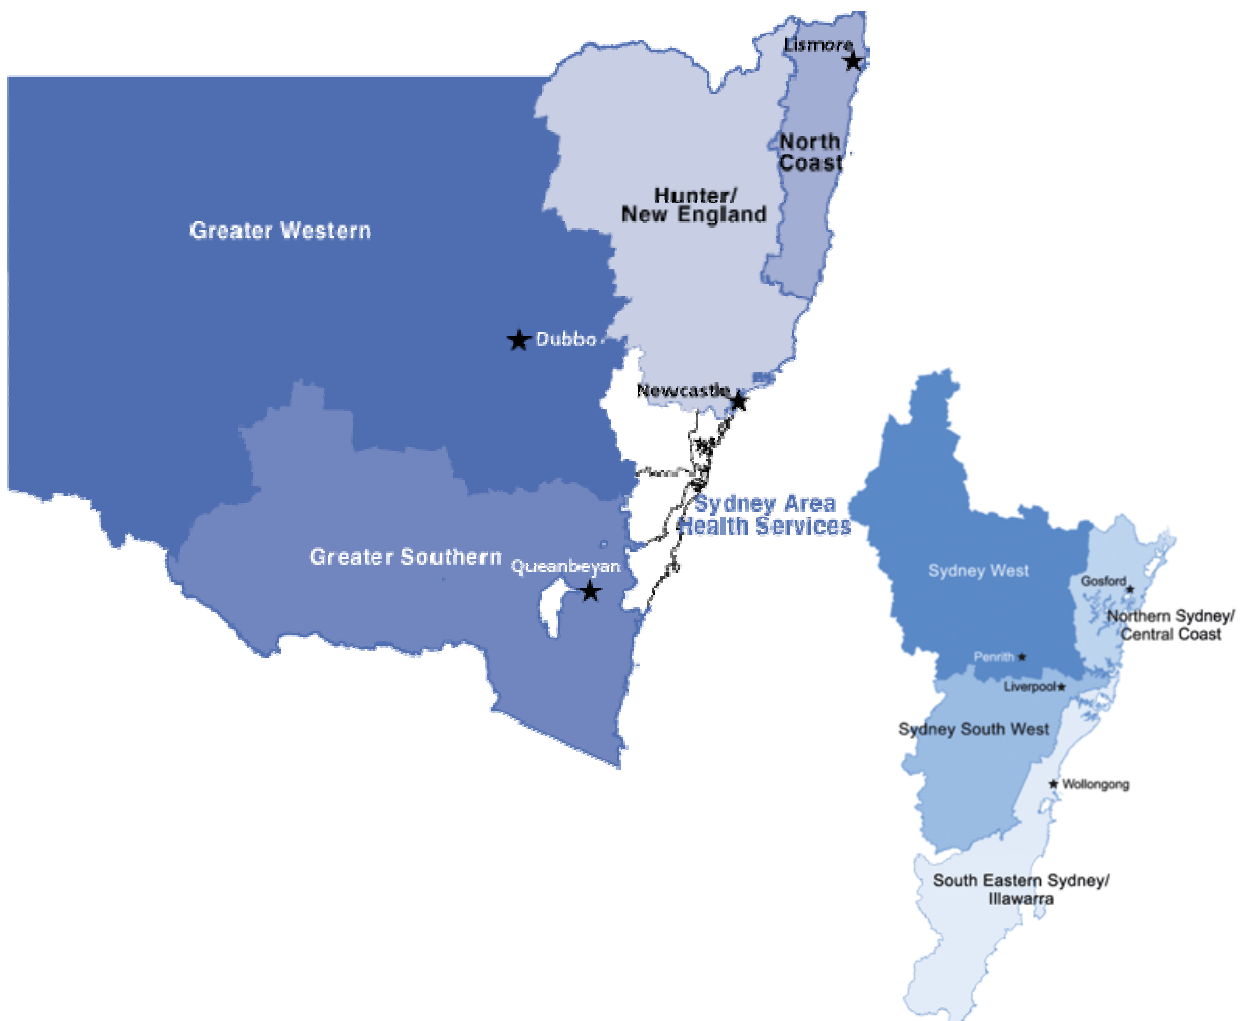 Lismore
North
Coast
Hunter/
New England
Greater Western
Dubbo
Newcastle
Sydney Area
Health Services
Greater Southern
Queanbeyan
Sydney West
Gosford
Northern Sydney/
Central Coast
Penrith
Liverpool
Sydney South West
Wollongong
South Eastern Sydney/
Illawarra